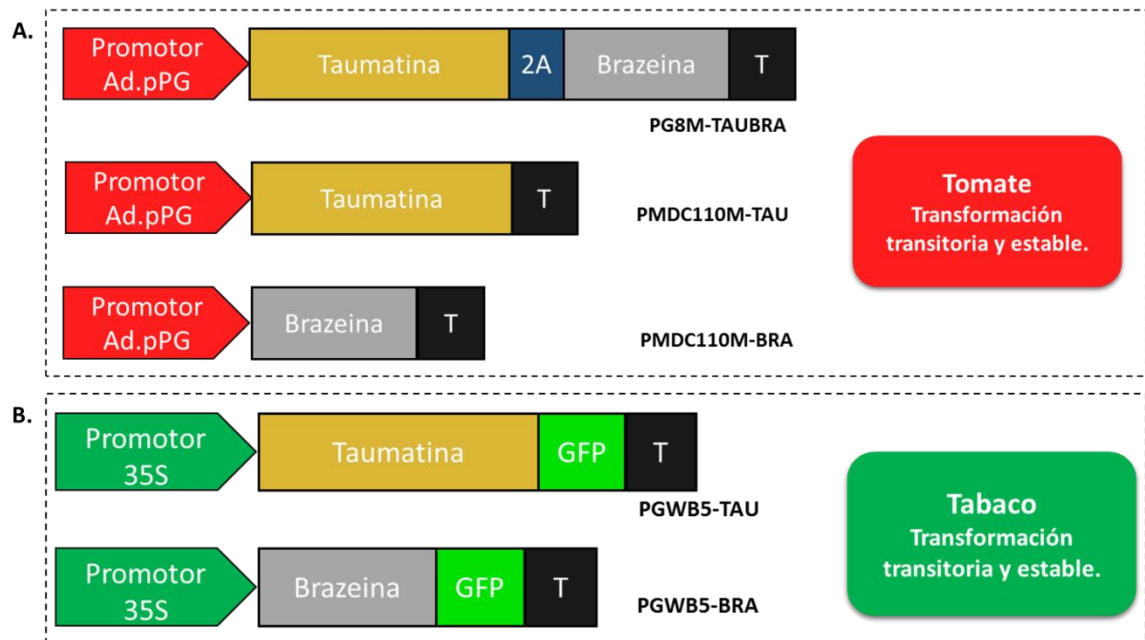 A.
Promotor
Ad.pPG
Taumatina
2A
Brazeina
T
PG8M-TAUBRA
Promotor
Ad.pPG
Taumatina
T
PMDC110M-TAU
Promotor
Ad.pPG
Brazeina
T
PMDC110M-BRA
Tomate
Transformación
transitoria y estable.
B.
Promotor
35S
Taumatina
GFP
T
PGWB5-TAU
Promotor
35S
Brazeina
GFP
T
PGWB5-BRA
Tabaco
Transformación
transitoria y estable.